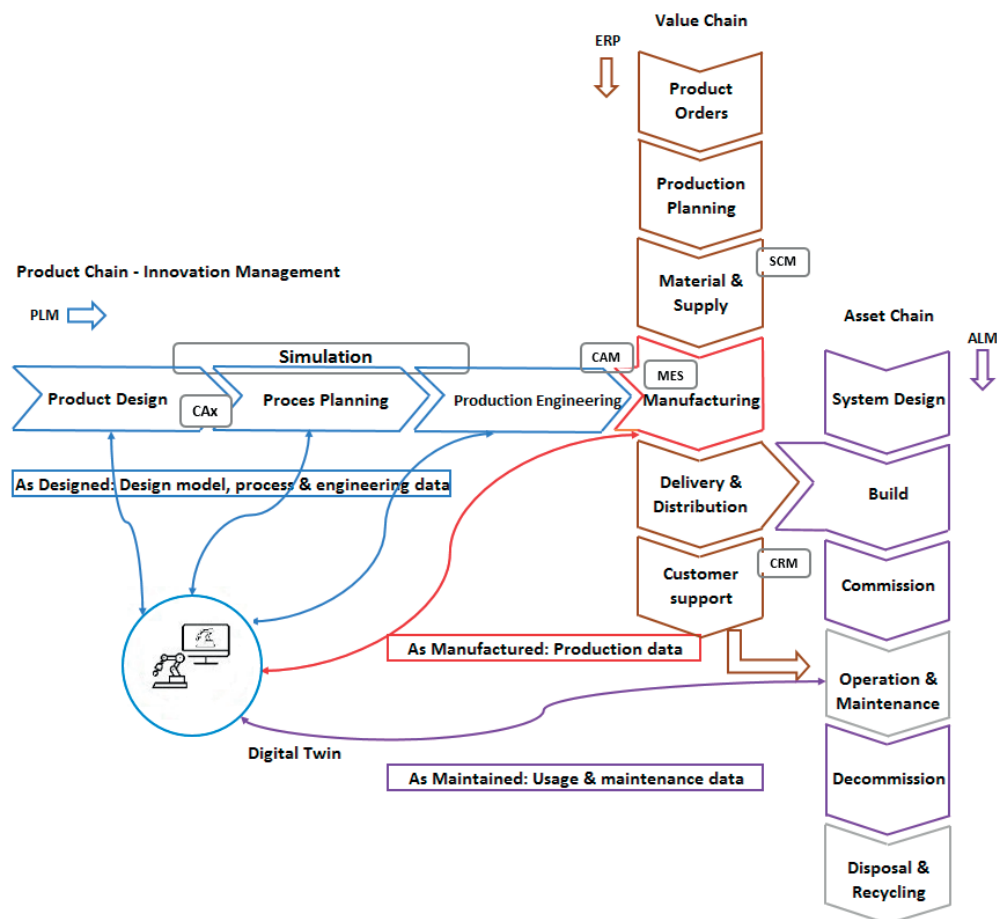 Value Chain
ERP
Product
Orders
Production
Planning
SCM
Material &
Supply
Product Chain - Innovation Management
PLM
Asset Chain
ALM
Simulation
CAM
MES
Product Design
CAx
Proces Planning
Production Engineering
Manufacturing
System Design
As Designed: Design model, process & engineering data
Delivery &
Distribution
Build
CRM
Customer
support
Commission
As Manufactured: Production data
Operation &
Maintenance
Digital Twin
As Maintained: Usage & maintenance data
Decommission
Disposal &
Recycling